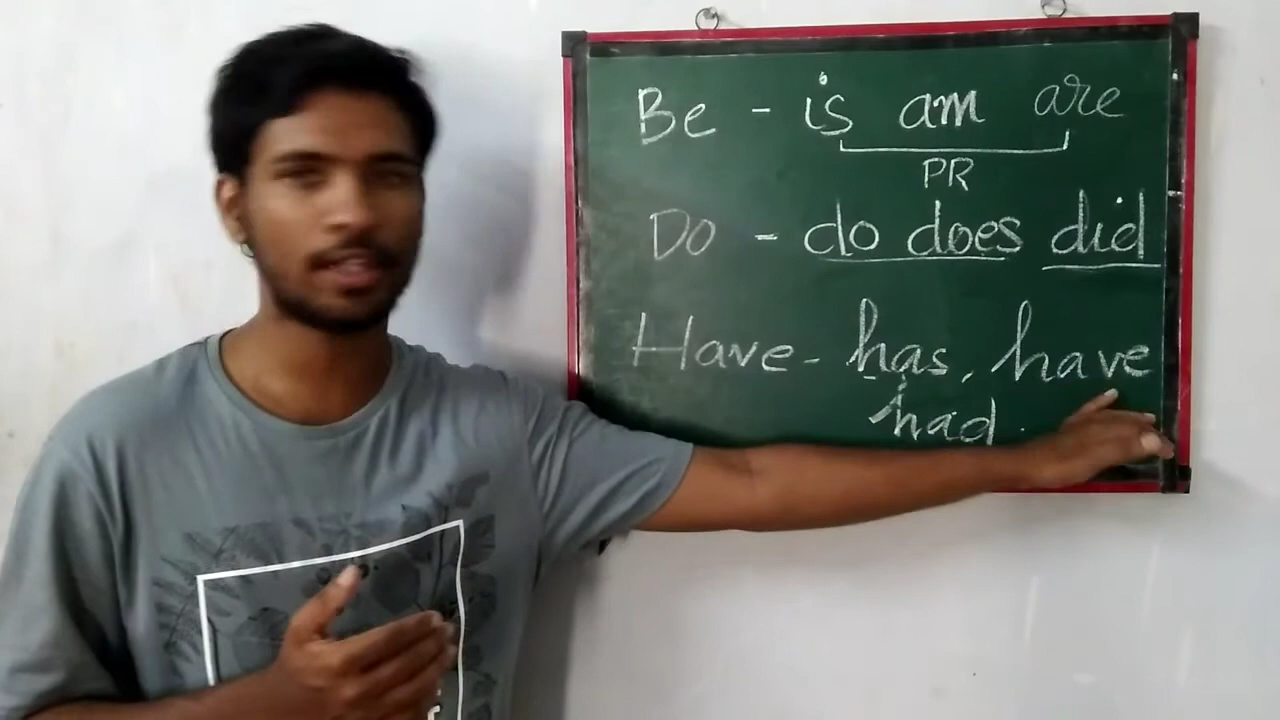 Be - is am are
PR
Do - do does did
Have - has, have
had.